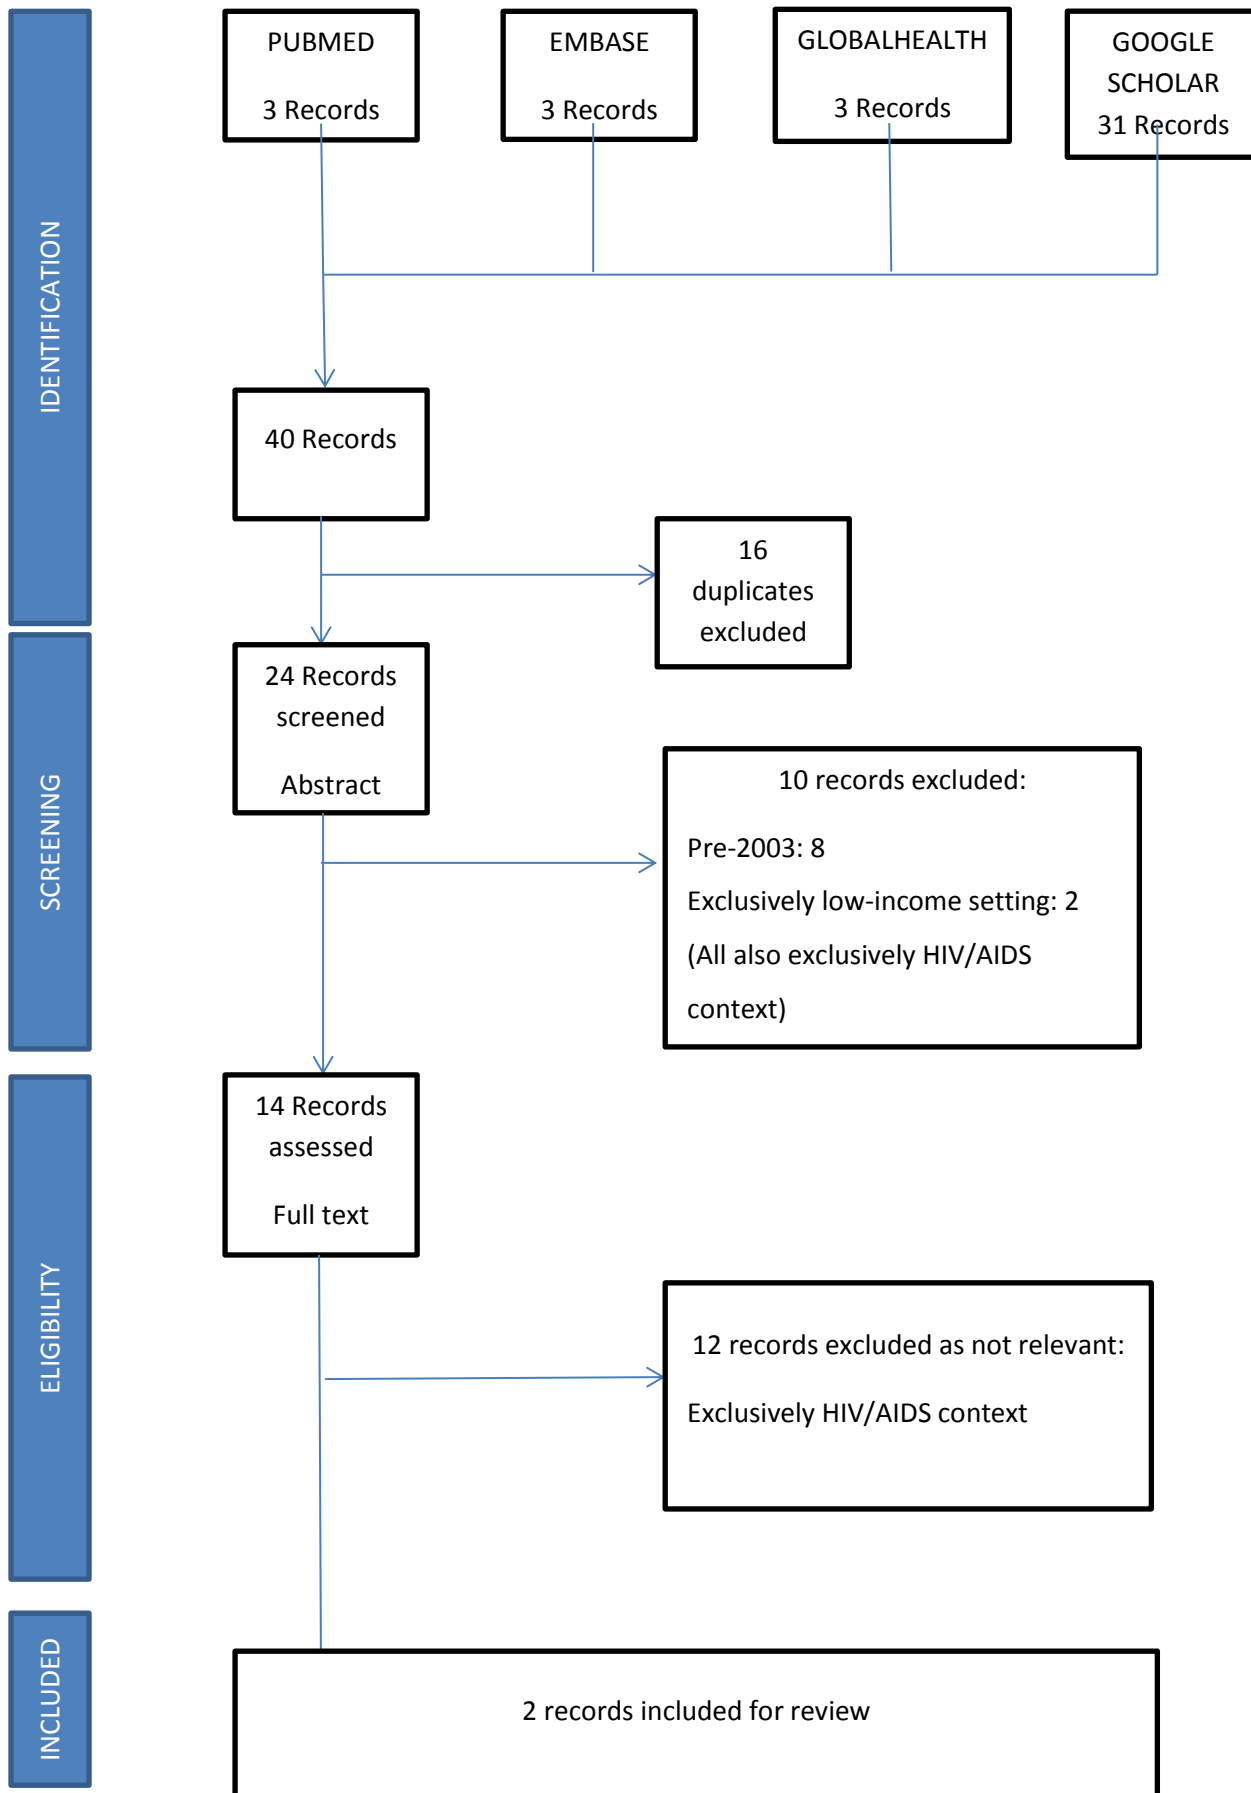 PUBMED
3 Records
EMBASE
3 Records
GLOBALHEALTH
3 Records
GOOGLE
SCHOLAR
31 Records
IDENTIFICATION
40 Records
16
duplicates
excluded
SCREENING
24 Records
screened
Abstract
10 records excluded:
Pre-2003: 8
Exclusively low-income setting: 2
(All also exclusively HIV/AIDS
context)
ELIGIBILITY
14 Records
assessed
Full text
12 records excluded as not relevant:
Exclusively HIV/AIDS context
INCLUDED
2 records included for review